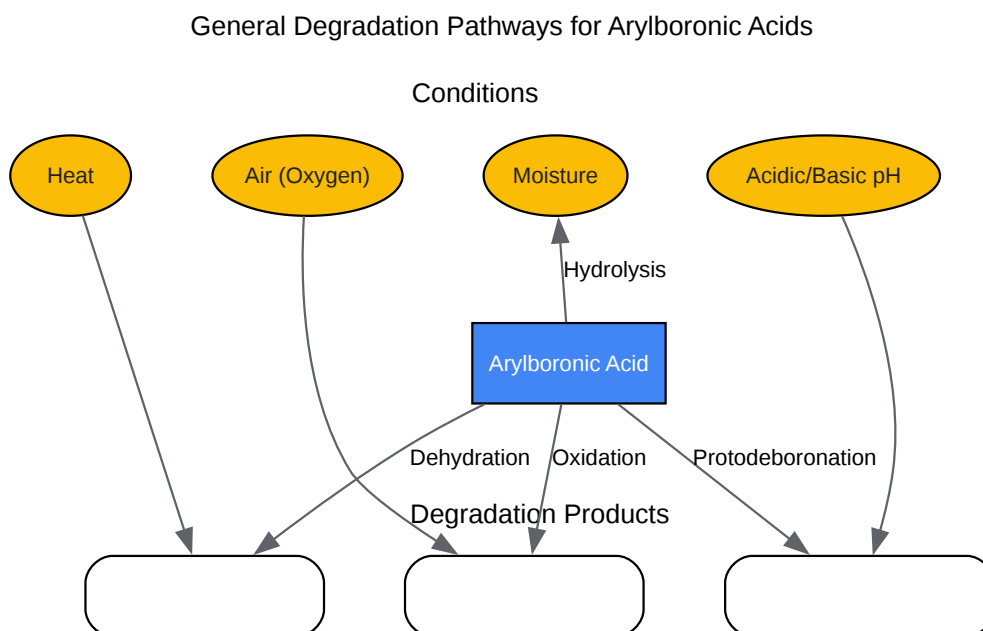 General Degradation Pathways for Arylboronic Acids
Conditions
Heat
Air (Oxygen)
Moisture
Acidic/Basic pH
Hydrolysis
Arylboronic Acid
Dehydration
Oxidation
Protodeboronation
Degradation Products